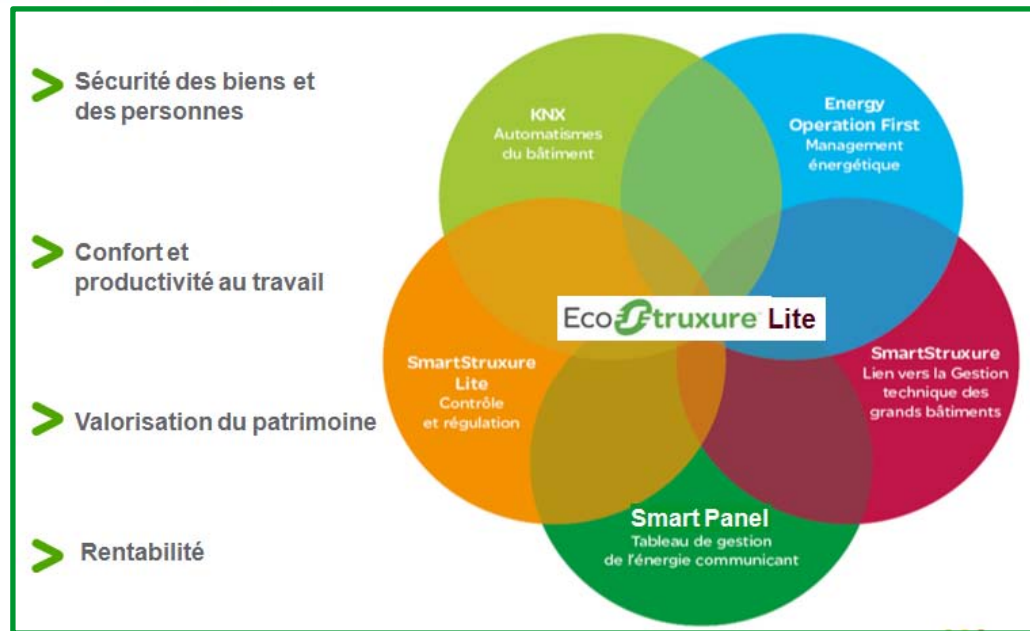 Sécurité des biens et
des personnes
Confort et
productivité au travail
Valorisation du patrimoine
Rentabilité
KNX
Automatismes
du bâtiment
Energy
Operation First
Management
énergétique
EcoStruxure Lite
SmartStruxure
Lite
Contrôle
et régulation
SmartStruxure
Lien vers la Gestion
technique des
grands bâtiments
Smart Panel
Tableau de gestion
de l'énergie communicant